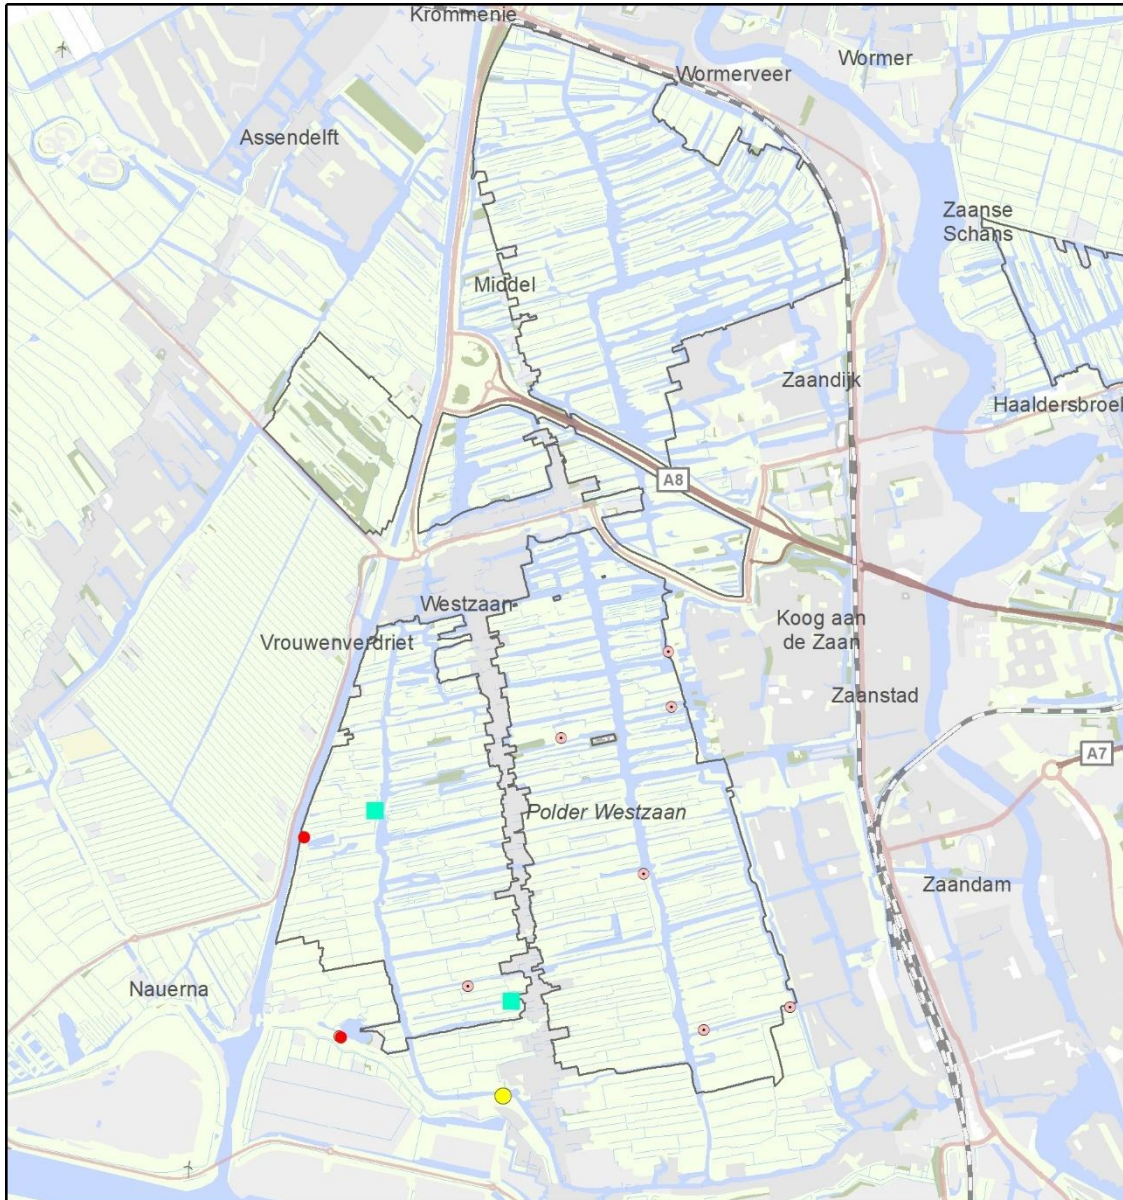 Krommenie
Wormer
Wormerveer
Assendelft
Zaanse
Schans
Middel
Zaandijk
Haaldersbroek
A8
Westzaan
Koog aan
de Zaan
Vrouwenverdriet
Zaanstad
A7
Polder Westzaan
Zaandam
Nauerna